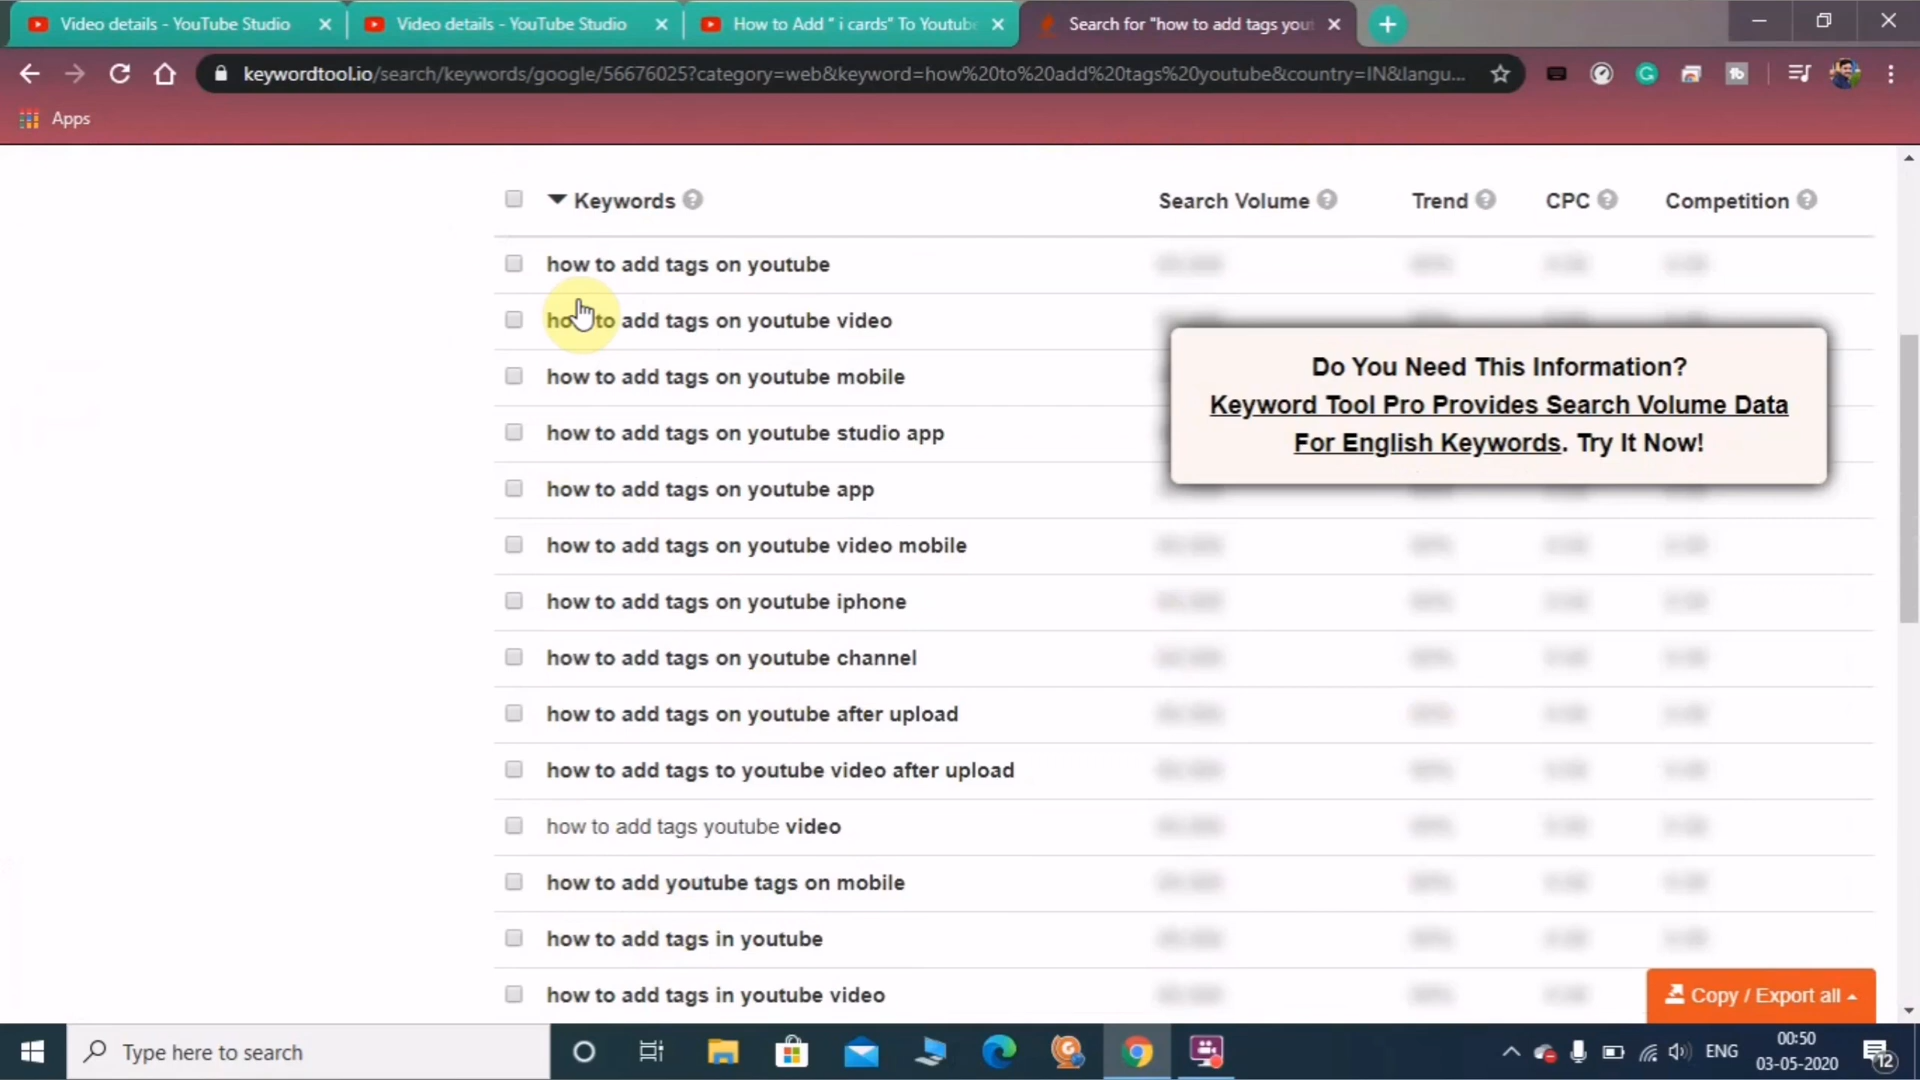 Video details - YouTube Studio
Video details - YouTube Studio
How to Add " i cards" To Youtube
Search for "how to add tags you
keywordtool.io/search/keywords/google/56676025?category=web&keyword=how%20to%20add%20tags%20youtube&country=IN&langu...
Apps
Keywords ?
Search Volume ?
Trend ?
CPC ?
Competition ?
how to add tags on youtube
how to add tags on youtube video
how to add tags on youtube mobile
how to add tags on youtube studio app
how to add tags on youtube app
how to add tags on youtube video mobile
how to add tags on youtube iphone
how to add tags on youtube channel
how to add tags on youtube after upload
how to add tags to youtube video after upload
how to add tags youtube video
how to add youtube tags on mobile
how to add tags in youtube
how to add tags in youtube video
Do You Need This Information?
Keyword Tool Pro Provides Search Volume Data
For English Keywords. Try It Now!
Copy / Export all
Type here to search
ENG
00:50
03-05-2020
12